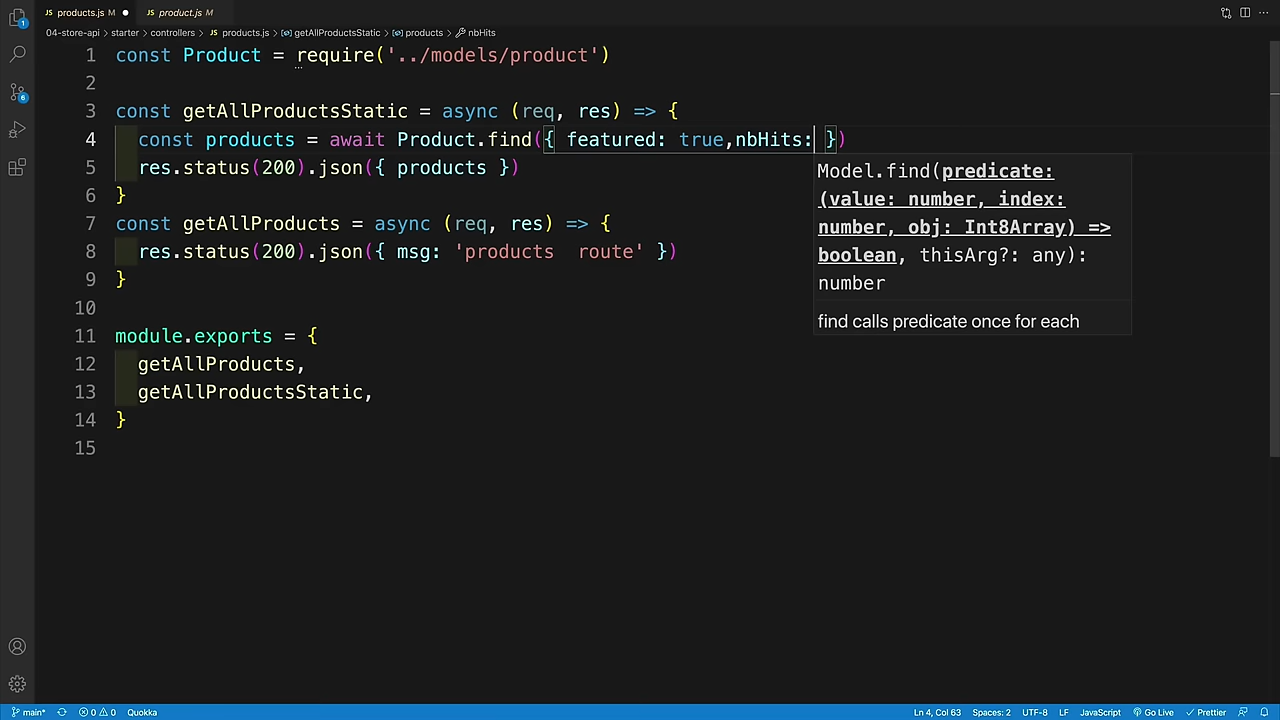 1
products.js M
product.js M
04-store-api > starter > controllers > JS products.js > getAllProductsStatic > products > nbHits
1 const Product = require('../models/product')
2
3 const getAllProductsStatic = async (req, res) => {
4 const products = await Product.find({ featured: true,nbHits: })
5 res.status(200).json({ products })
6 }
7 const getAllProducts = async (req, res) => {
8 res.status(200).json({ msg: 'products  route' })
9 }
10
11 module.exports = {
12 getAllProducts,
13 getAllProductsStatic,
14 }
15
Model.find(predicate:
(value: number, index:
number, obj: Int8Array) =>
boolean, thisArg?: any):
number
find calls predicate once for each
6
main* 0 0 Quokka
Ln 4, Col 63 Spaces: 2 UTF-8 LF JavaScript Go Live Prettier